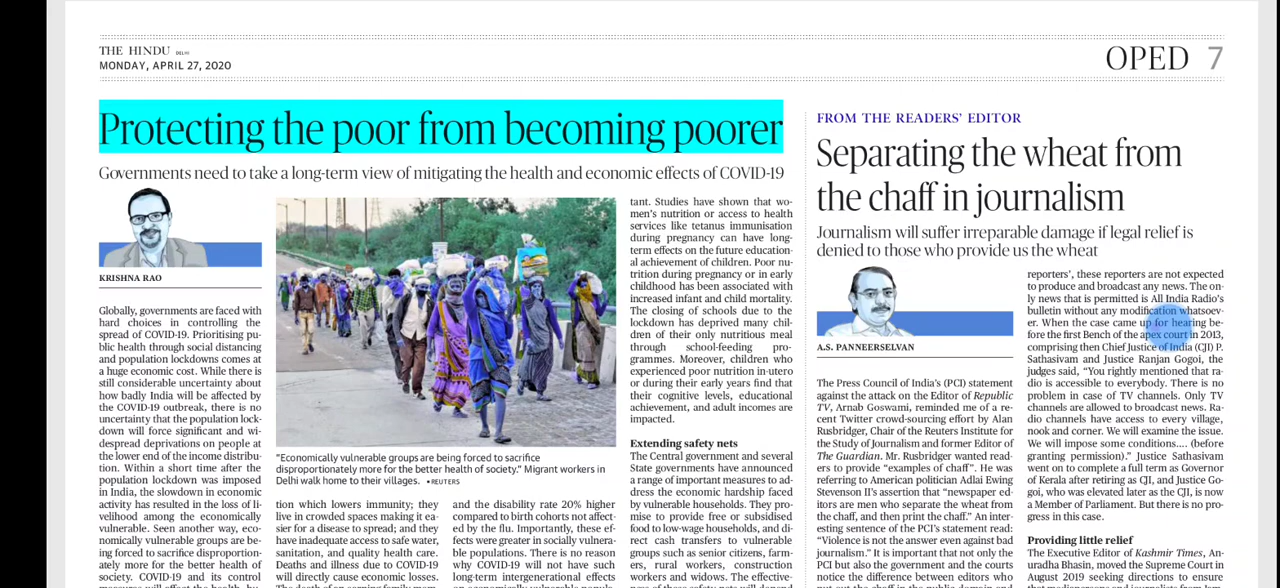 THE HINDU DELHI
MONDAY, APRIL 27, 2020
OPED 7
Protecting the poor from becoming poorer
Governments need to take a long-term view of mitigating the health and economic effects of COVID-19
KRISHNA RAO
Globally, governments are faced with
hard choices in controlling the
spread of COVID-19. Prioritising pu-
blic health through social distancing
and population lockdowns comes at
a huge economic cost. While there is
still considerable uncertainty about
how badly India will be affected by
the COVID-19 outbreak, there is no
uncertainty that the population lock-
down will force significant and wi-
despread deprivations on people at
the lower end of the income distribu-
tion. Within a short time after the
population lockdown was imposed
in India, the slowdown in economic
activity has resulted in the loss of li-
velihood among the economically
vulnerable. Seen another way, eco-
nomically vulnerable groups are be-
ing forced to sacrifice disproportion-
ately more for the better health of
society. COVID-19 and its control
"Economically vulnerable groups are being forced to sacrifice
disproportionately more for the better health of society." Migrant workers in
Delhi walk home to their villages. • REUTERS
tion which lowers immunity; they
live in crowded spaces making it ea-
sier for a disease to spread; and they
have inadequate access to safe water,
sanitation, and quality health care.
Deaths and illness due to COVID-19
will directly cause economic losses.
and the disability rate 20% higher
compared to birth cohorts not affect-
ed by the flu. Importantly, these ef-
fects were greater in socially vulnera-
ble populations. There is no reason
why COVID-19 will not have such
long-term intergenerational effects
tant. Studies have shown that wo-
men's nutrition or access to health
services like tetanus immunisation
during pregnancy can have long-
term effects on the future education-
al achievement of children. Poor nu-
trition during pregnancy or in early
childhood has been associated with
increased infant and child mortality.
The closing of schools due to the
lockdown has deprived many chil-
dren of their only nutritious meal
through school-feeding pro-
grammes. Moreover, children who
experienced poor nutrition in-utero
or during their early years find that
their cognitive levels, educational
achievement, and adult incomes are
impacted.
Extending safety nets
The Central government and several
State governments have announced
a range of important measures to ad-
dress the economic hardship faced
by vulnerable households. They pro-
mise to provide free or subsidised
food to low-wage households, and di-
rect cash transfers to vulnerable
groups such as senior citizens, farm-
ers, rural workers, construction
workers and widows. The effective-
FROM THE READERS' EDITOR
Separating the wheat from
the chaff in journalism
Journalism will suffer irreparable damage if legal relief is
denied to those who provide us the wheat
A.S. PANNEERSELVAN
The Press Council of India's (PCI) statement
against the attack on the Editor of Republic
TV, Arnab Goswami, reminded me of a re-
cent Twitter crowd-sourcing effort by Alan
Rusbridger, Chair of the Reuters Institute for
the Study of Journalism and former Editor of
The Guardian. Mr. Rusbridger wanted read-
ers to provide “examples of chaff”. He was
referring to American politician Adlai Ewing
Stevenson II's assertion that “newspaper ed-
itors are men who separate the wheat from
the chaff, and then print the chaff.” An inter-
esting sentence of the PCI's statement read:
“Violence is not the answer even against bad
journalism.” It is important that not only the
PCI but also the government and the courts
notice the difference between editors who
reporters', these reporters are not expected
to produce and broadcast any news. The on-
ly news that is permitted is All India Radio's
bulletin without any modification whatsoev-
er. When the case came up for hearing be-
fore the first Bench of the apex court in 2013,
comprising then Chief Justice of India (CJI) P.
Sathasivam and Justice Ranjan Gogoi, the
judges said, “You rightly mentioned that ra-
dio is accessible to everybody. There is no
problem in case of TV channels. Only TV
channels are allowed to broadcast news. Ra-
dio channels have access to every village,
nook and corner. We will examine the issue.
We will impose some conditions.... (before
granting permission).” Justice Sathasivam
went on to complete a full term as Governor
of Kerala after retiring as CJI, and Justice Go-
goi, who was elevated later as the CJI, is now
a Member of Parliament. But there is no pro-
gress in this case.
Providing little relief
The Executive Editor of Kashmir Times, An-
uradha Bhasin, moved the Supreme Court in
August 2019 seeking directions to ensure